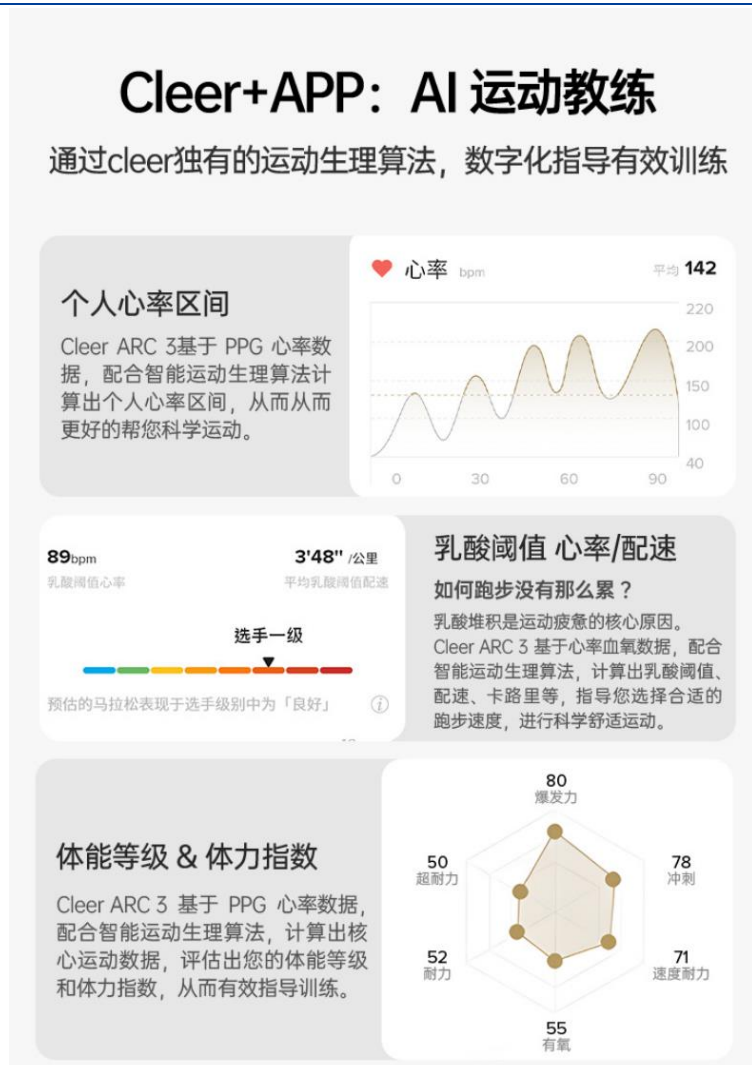 Cleer+APP：AI 运动教练
通过cleer独有的运动生理算法，数字化指导有效训练
个人心率区间
Cleer ARC 3基于 PPG 心率数
据，配合智能运动生理算法计
算出个人心率区间，从而从而
更好的帮您科学运动。
心率 bpm
平均 142
220
200
150
100
40
0 30 60 90
89bpm
乳酸阈值心率
3'48" /公里
平均乳酸阈值配速
选手一级
预估的马拉松表现于选手级别中为「良好」
乳酸阈值 心率/配速
如何跑步没有那么累？
乳酸堆积是运动疲惫的核心原因。
Cleer ARC 3 基于心率血氧数据，配合
智能运动生理算法，计算出乳酸阈值、
配速、卡路里等，指导您选择合适的
跑步速度，进行科学舒适运动。
体能等级 & 体力指数
Cleer ARC 3 基于 PPG 心率数据，
配合智能运动生理算法，计算出核
心运动数据，评估出您的体能等级
和体力指数，从而有效指导训练。
80
爆发力
78
冲刺
71
速度耐力
55
有氧
52
耐力
50
超耐力